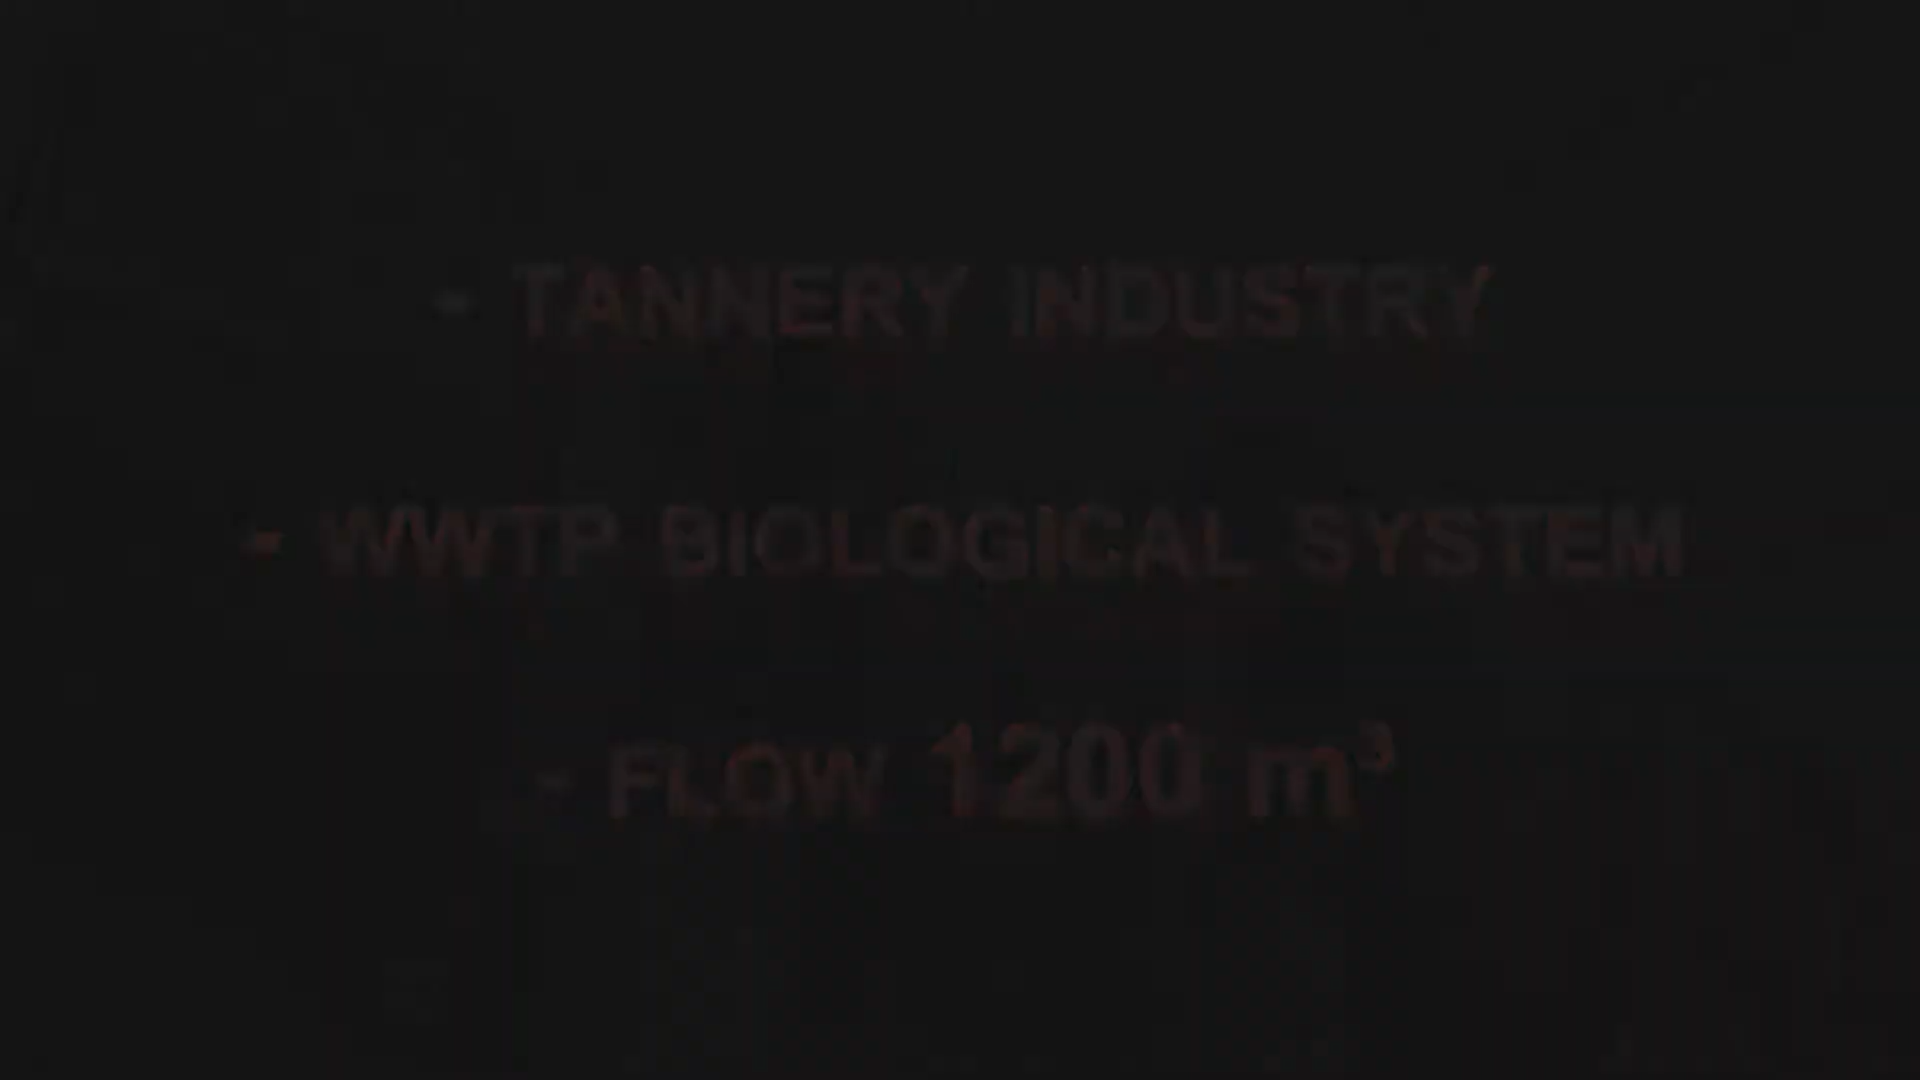 - TANNERY INDUSTRY
- WWTP BIOLOGICAL SYSTEM
- FLOW 1200 m³